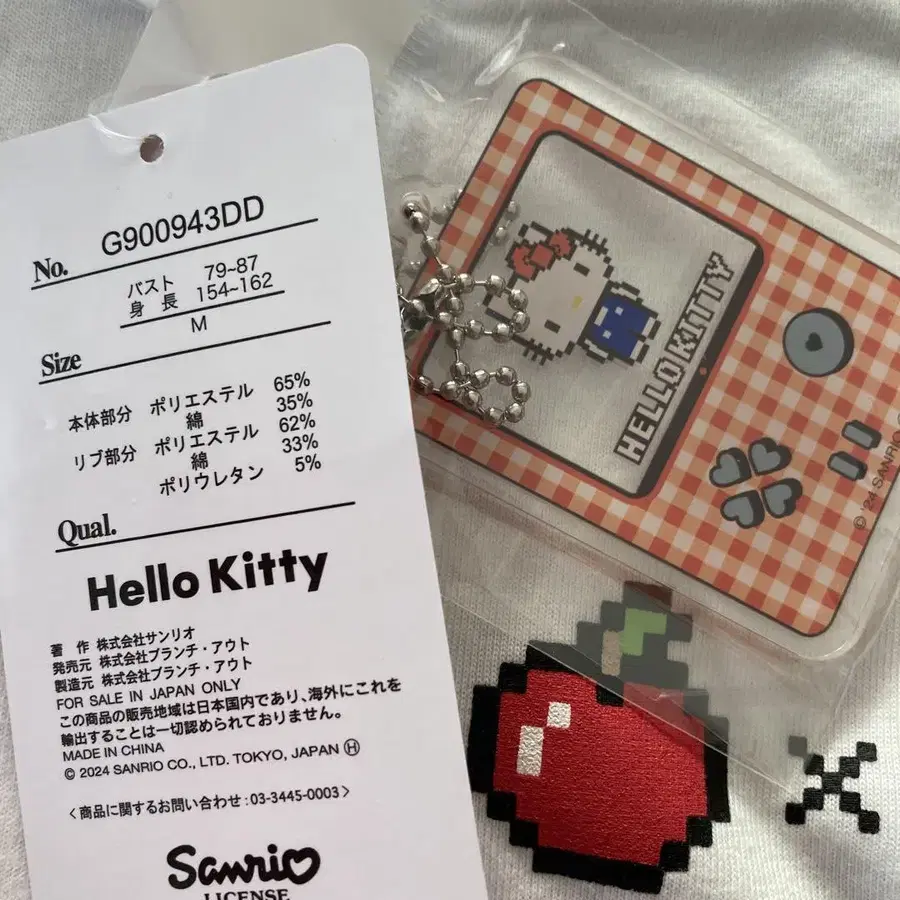 No. G900943DD
バスト 79~87
身 長 154~162
M
Size
本体部分 ポリエステル 65%
綿 35%
リブ部分 ポリエステル 62%
綿 33%
ポリウレタン 5%
Qual.
Hello Kitty
著 作 株式会社サンリオ
発売元 株式会社ブランチ・アウト
製造元 株式会社ブランチ・アウト
FOR SALE IN JAPAN ONLY
この商品の販売地域は日本国内であり、海外にこれを
輸出することは一切認められておりません。
MADE IN CHINA
© 2024 SANRIO CO., LTD. TOKYO, JAPAN Ⓗ
〈商品に関するお問い合わせ:03-3445-0003〉
Sanrio
LICENSE
HELLO KITTY
© '24 SANRIO